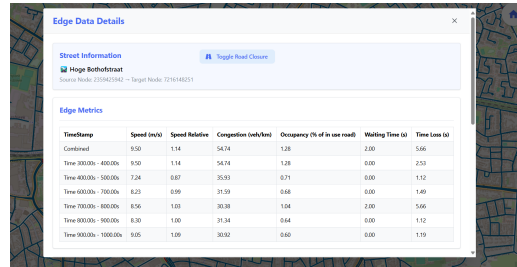 Edge Data Details
×
Street Information
Toggle Road Closure
Hoge Bothofstraat
Source Node: 2359425942 → Target Node: 7216148251
Edge Metrics
TimeStamp Speed (m/s) Speed Relative Congestion (veh/km) Occupancy (% of in use road) Waiting Time (s) Time Loss (s)
Combined 9.50 1.14 54.74 1.28 2.00 5.66
Time 300.00s - 400.00s 9.50 1.14 54.74 1.28 0.00 2.53
Time 400.00s - 500.00s 7.24 0.87 35.93 0.71 0.00 1.12
Time 600.00s - 700.00s 8.23 0.99 31.59 0.68 0.00 1.49
Time 700.00s - 800.00s 8.56 1.03 30.38 1.04 2.00 5.66
Time 800.00s - 900.00s 8.30 1.00 31.34 0.64 0.00 1.12
Time 900.00s - 1000.00s 9.05 1.09 30.92 0.60 0.00 1.19